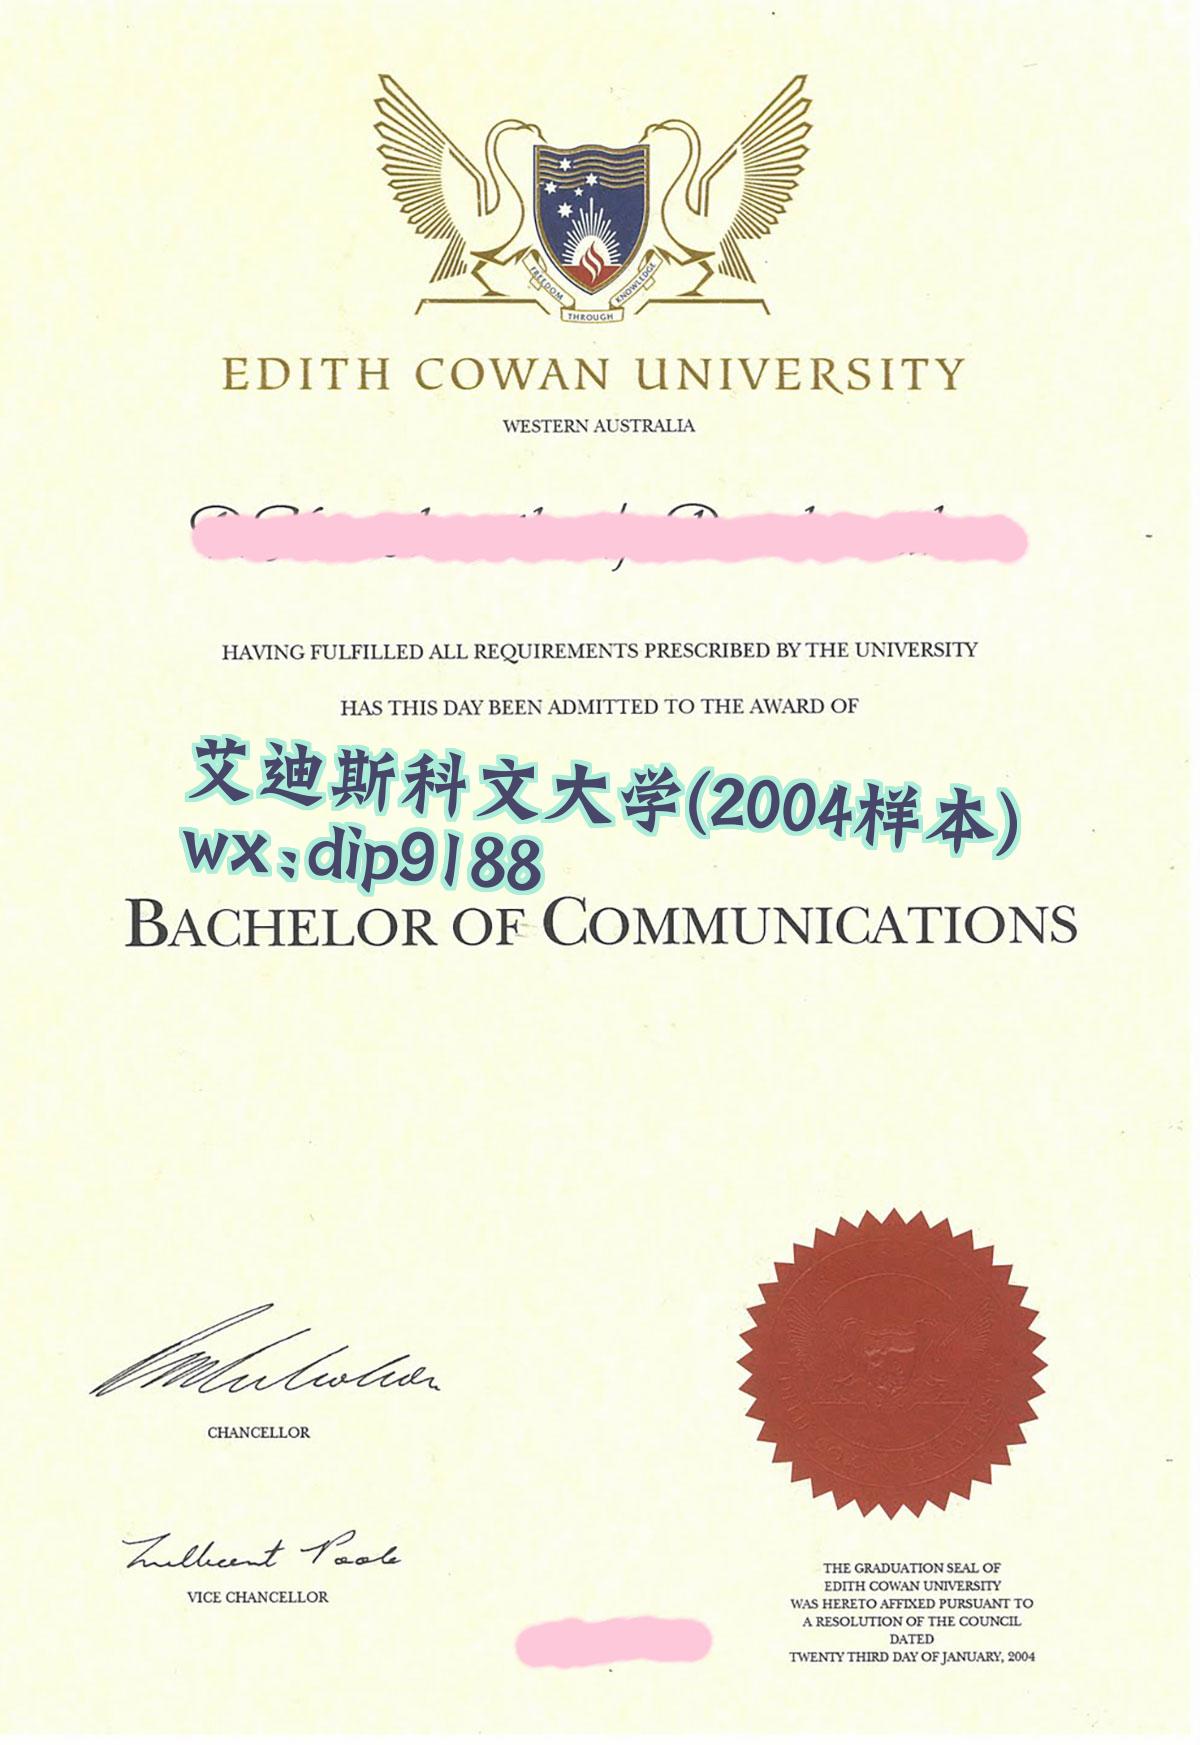 FREEDOM THROUGH KNOWLEDGE
EDITH COWAN UNIVERSITY
WESTERN AUSTRALIA
HAVING FULFILLED ALL REQUIREMENTS PRESCRIBED BY THE UNIVERSITY
HAS THIS DAY BEEN ADMITTED TO THE AWARD OF
艾迪斯科文大学(2004样本)
wx:dip9188
BACHELOR OF COMMUNICATIONS
CHANCELLOR
Millicent Poole
VICE CHANCELLOR
THE GRADUATION SEAL OF
EDITH COWAN UNIVERSITY
WAS HERETO AFFIXED PURSUANT TO
A RESOLUTION OF THE COUNCIL
DATED
TWENTY THIRD DAY OF JANUARY, 2004